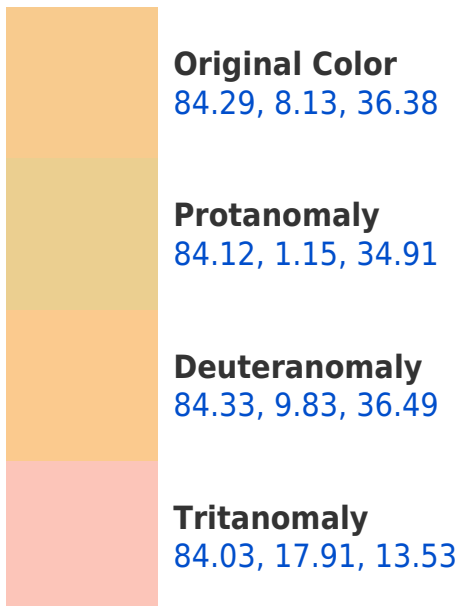 Original Color
84.29, 8.13, 36.38
Protanomaly
84.12, 1.15, 34.91
Deuteranomaly
84.33, 9.83, 36.49
Tritanomaly
84.03, 17.91, 13.53